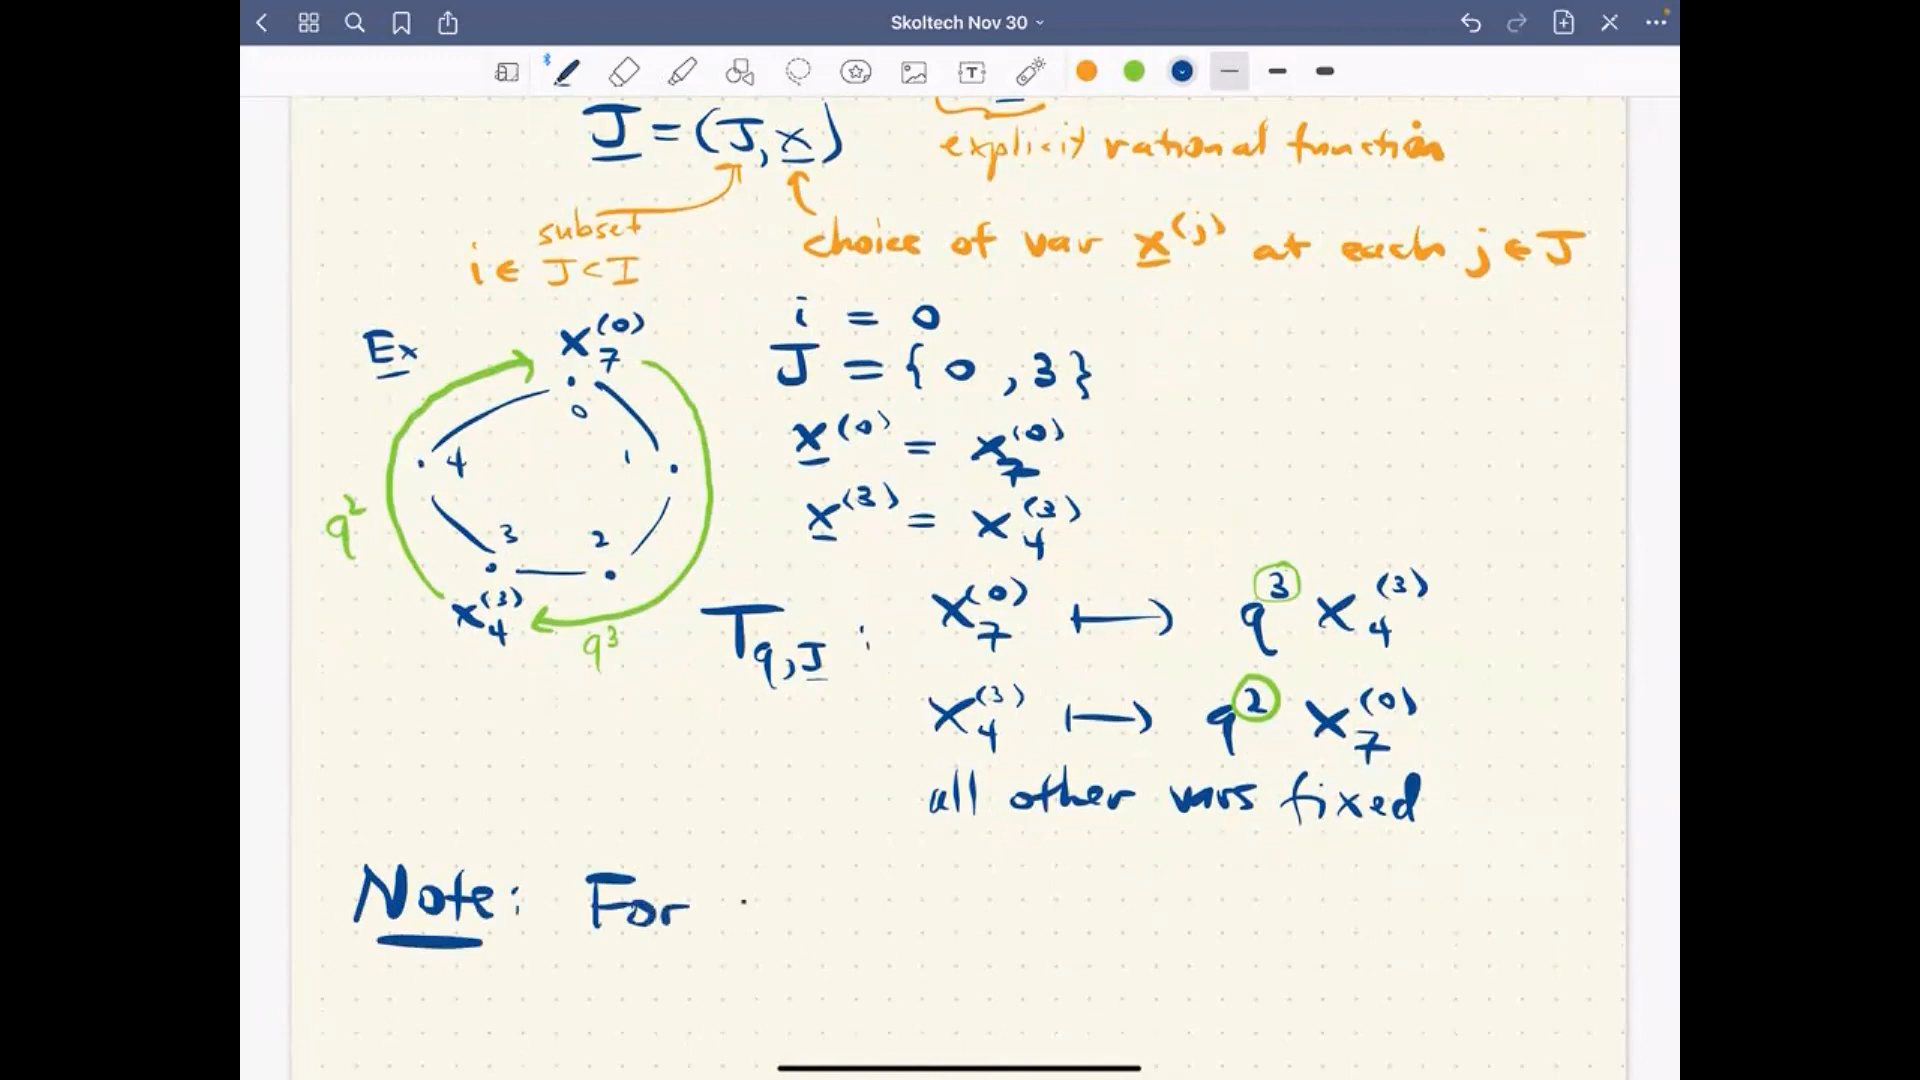 Skoltech Nov 30
J = (J, x)
explicit rational function
subset
i ∈ J ⊂ I
choice of var x^(j) at each j ∈ J
Ex
x_7^(0)
0
4
1
3
2
x_4^(3)
q^2
q^3
i = 0
J = {0, 3}
x^(0) = x_7^(0)
x^(3) = x_4^(3)
T_{q,J} : x_7^(0) ↦ q^3 x_4^(3)
x_4^(3) ↦ q^2 x_7^(0)
all other vars fixed
Note: For